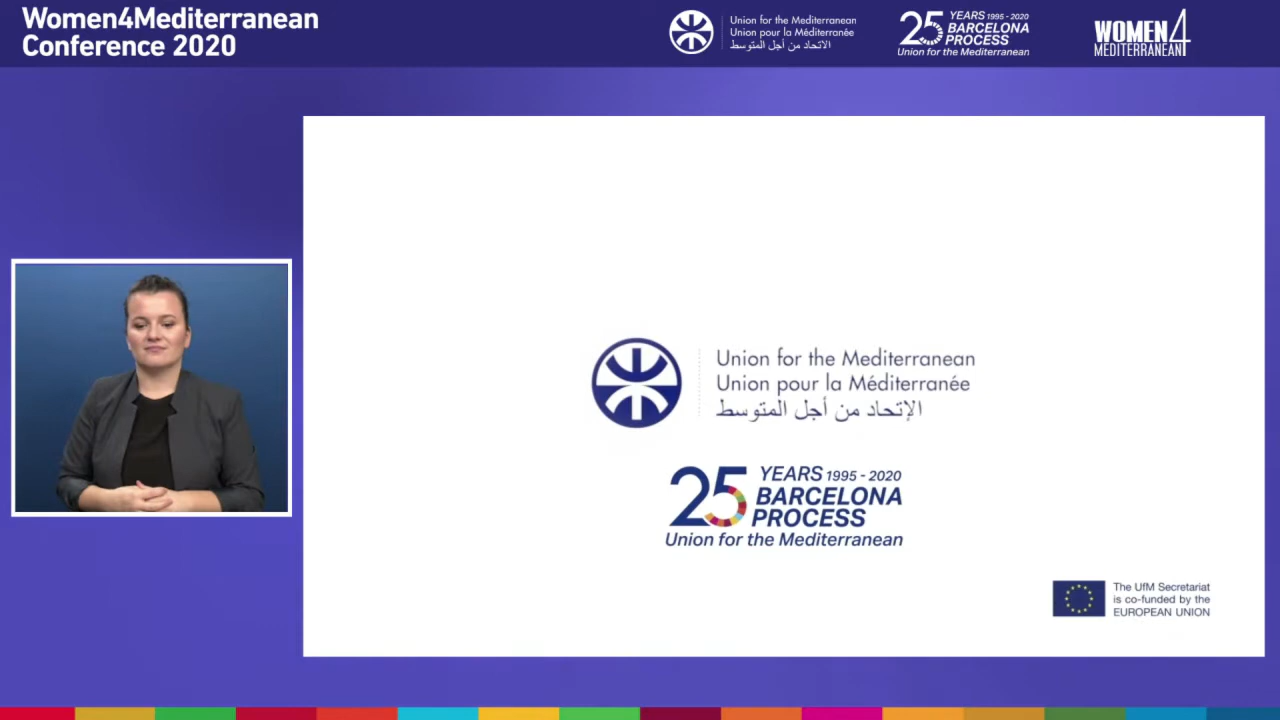 Women4Mediterranean
Conference 2020
Union for the Mediterranean
Union pour la Méditerranée
الاتحاد من أجل المتوسط
25 YEARS 1995 - 2020
BARCELONA
PROCESS
Union for the Mediterranean
WOMEN 4
MEDITERRANEAN
Union for the Mediterranean
Union pour la Méditerranée
الإتحاد من أجل المتوسط
25 YEARS 1995 - 2020
BARCELONA
PROCESS
Union for the Mediterranean
The UfM Secretariat
is co-funded by the
EUROPEAN UNION